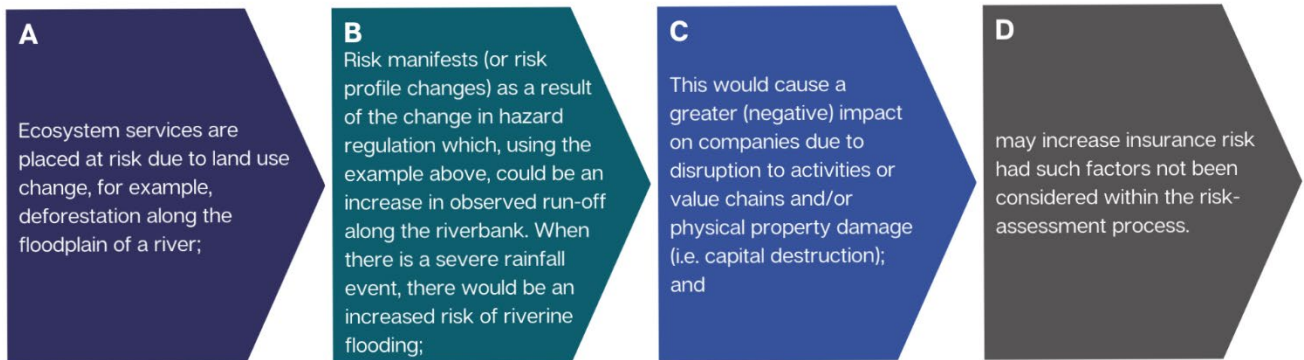 A
Ecosystem services are
placed at risk due to land use
change, for example,
deforestation along the
floodplain of a river;
B
Risk manifests (or risk
profile changes) as a result
of the change in hazard
regulation which, using the
example above, could be an
increase in observed run-off
along the riverbank. When
there is a severe rainfall
event, there would be an
increased risk of riverine
flooding;
C
This would cause a
greater (negative) impact
on companies due to
disruption to activities or
value chains and/or
physical property damage
(i.e. capital destruction);
and
D
may increase insurance risk
had such factors not been
considered within the risk-
assessment process.